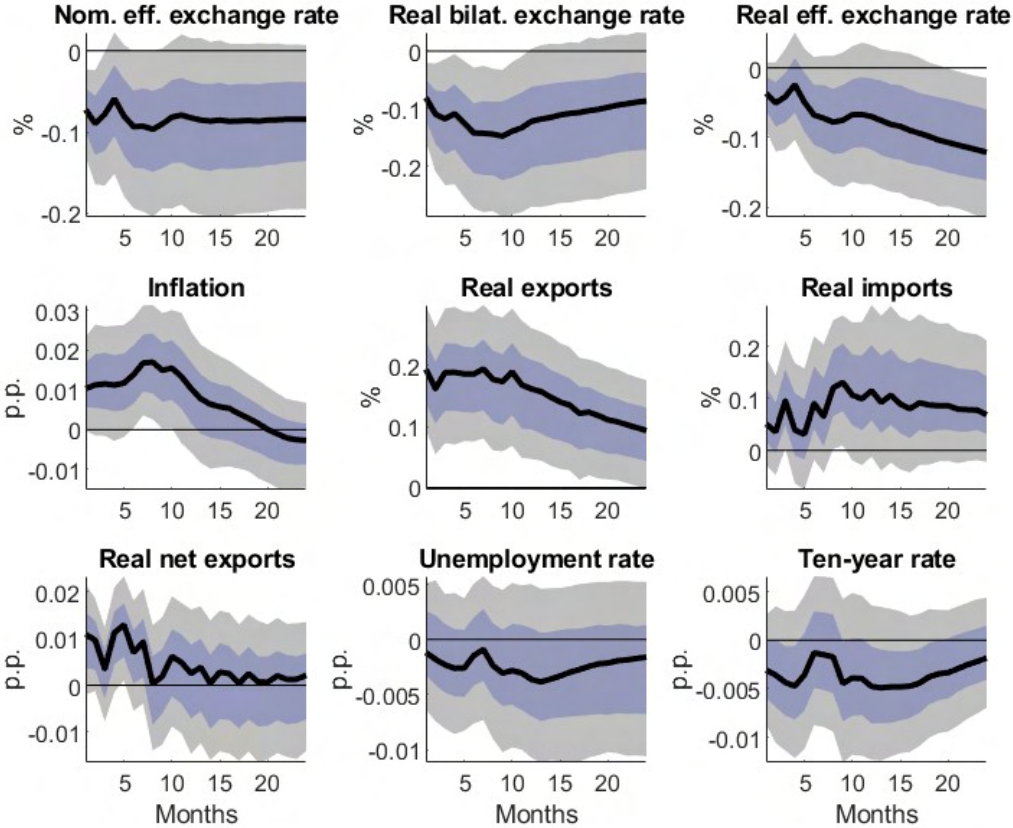 Nom. eff. exchange rate
Real bilat. exchange rate
Real eff. exchange rate
0
-0.1
-0.2
%
5 10 15 20
0
-0.1
-0.2
%
5 10 15 20
0
-0.1
-0.2
%
5 10 15 20
Inflation
Real exports
Real imports
0.03
0.02
0.01
0
-0.01
p.p.
5 10 15 20
0.2
0.1
0
%
5 10 15 20
0.2
0.1
0
%
5 10 15 20
Real net exports
Unemployment rate
Ten-year rate
0.02
0.01
0
-0.01
p.p.
5 10 15 20
Months
0.005
0
-0.005
-0.01
p.p.
5 10 15 20
Months
0.005
0
-0.005
-0.01
p.p.
5 10 15 20
Months